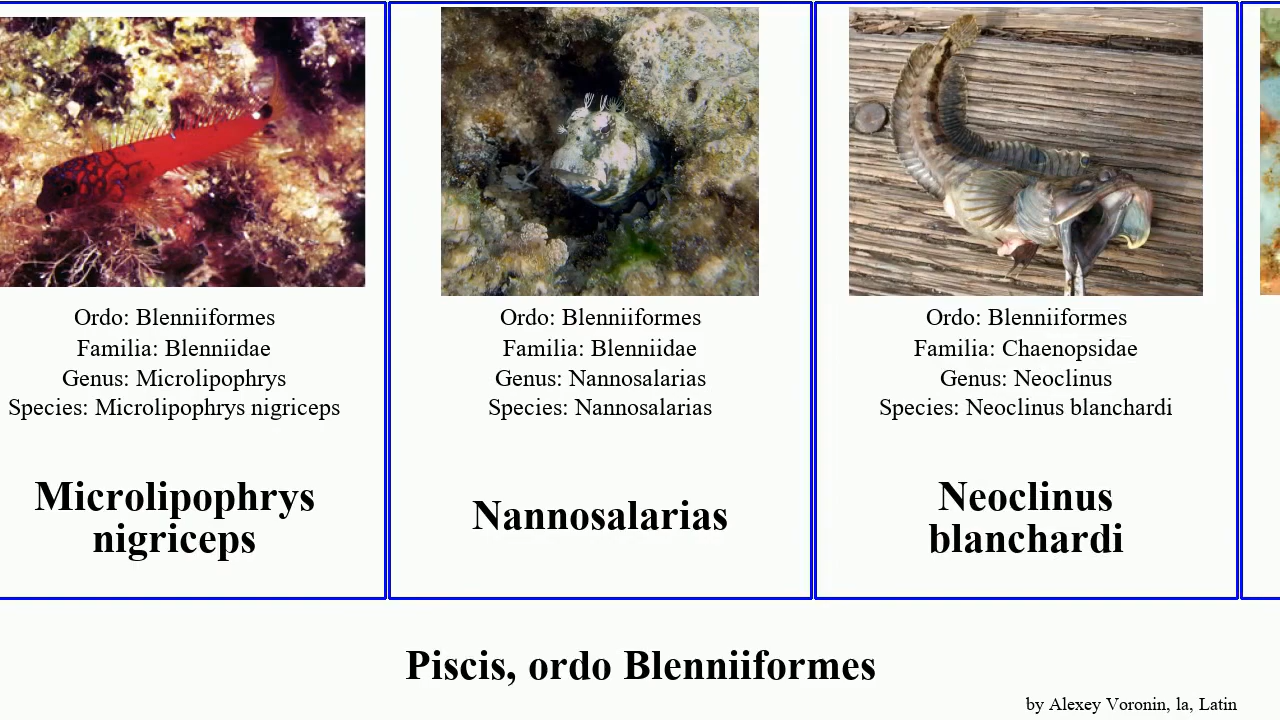 Ordo: Blenniiformes
Familia: Blenniidae
Genus: Microlipophrys
Species: Microlipophrys nigriceps
Microlipophrys
nigriceps
Ordo: Blenniiformes
Familia: Blenniidae
Genus: Nannosalarias
Species: Nannosalarias
Nannosalarias
Ordo: Blenniiformes
Familia: Chaenopsidae
Genus: Neoclinus
Species: Neoclinus blanchardi
Neoclinus
blanchardi
Piscis, ordo Blenniiformes
by Alexey Voronin, la, Latin